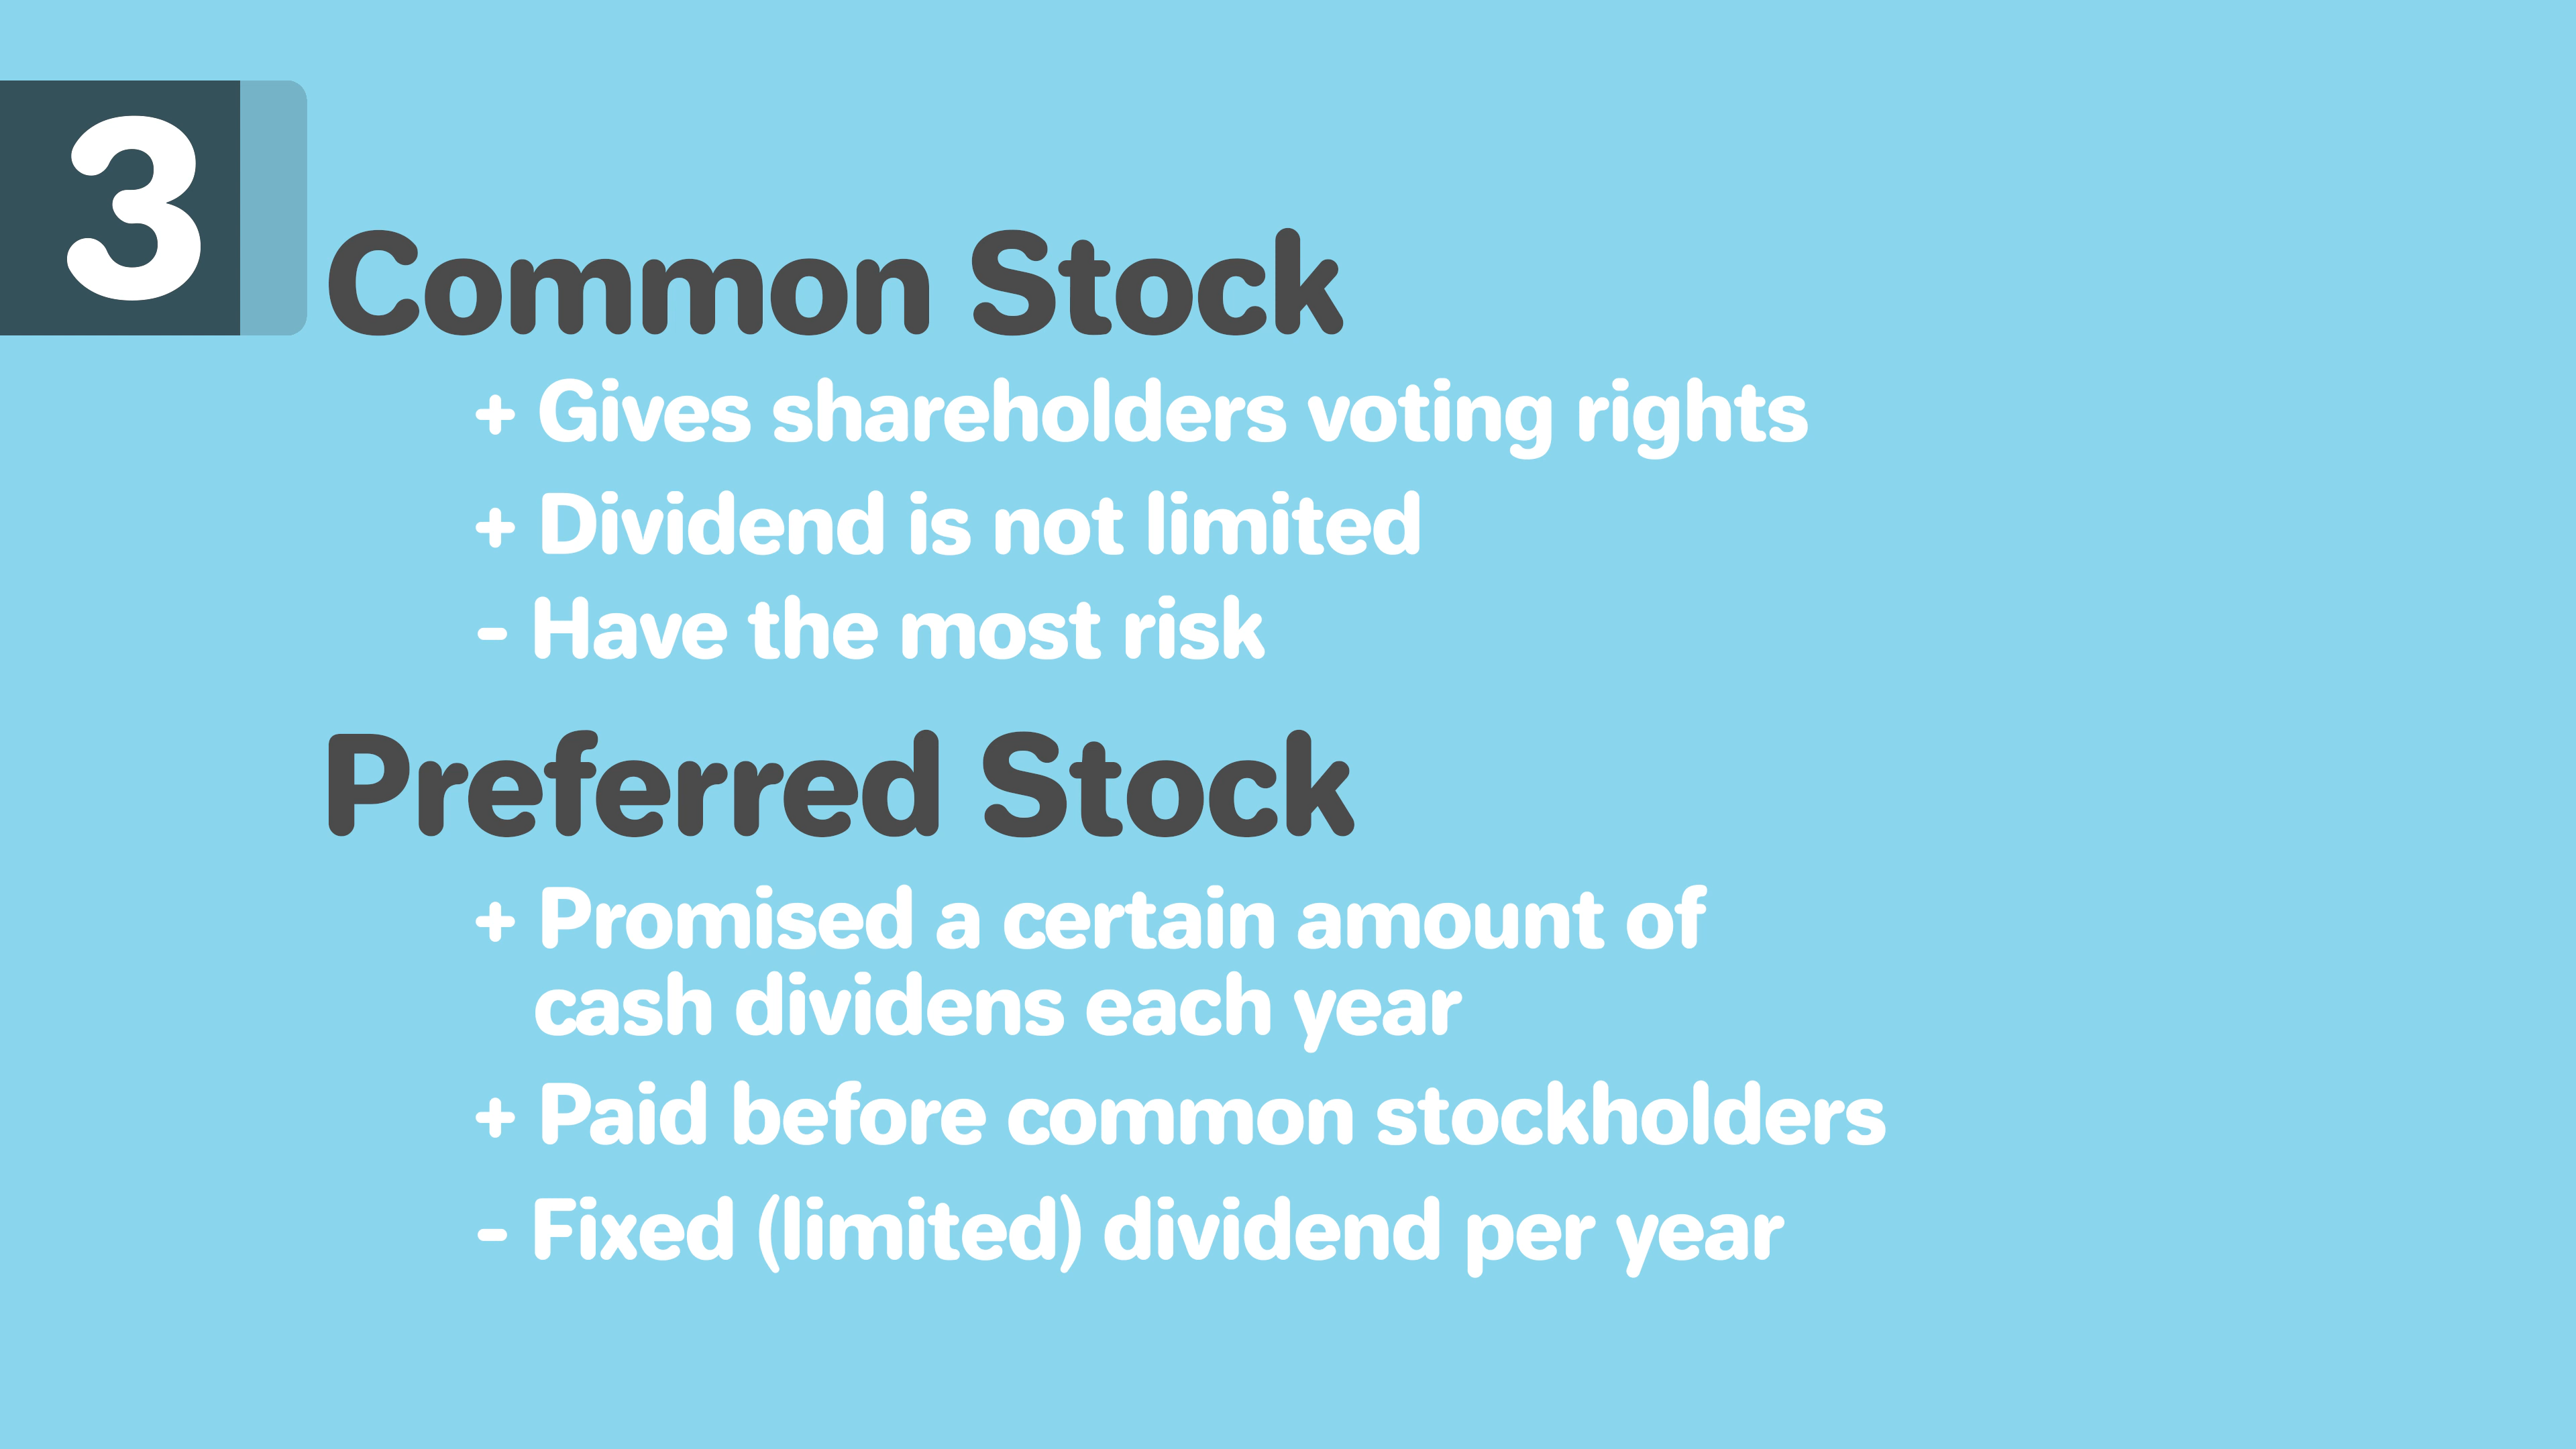 3
Common Stock
+ Gives shareholders voting rights
+ Dividend is not limited
- Have the most risk
Preferred Stock
+ Promised a certain amount of
cash dividens each year
+ Paid before common stockholders
- Fixed (limited) dividend per year